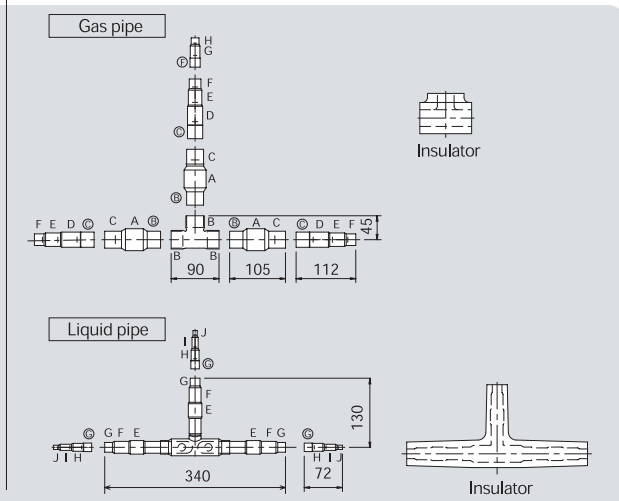 Gas pipe
H
G
Ⓕ
F
E
D
Ⓒ
C
A
Ⓑ
Insulator
F E D Ⓒ C A Ⓑ B Ⓑ A C Ⓒ D E F
B B
45
90 105 112
Liquid pipe
J
I
H
Ⓖ
G
F
E
130
Ⓖ G F E E F G Ⓖ
J I H H I J
340 72
Insulator